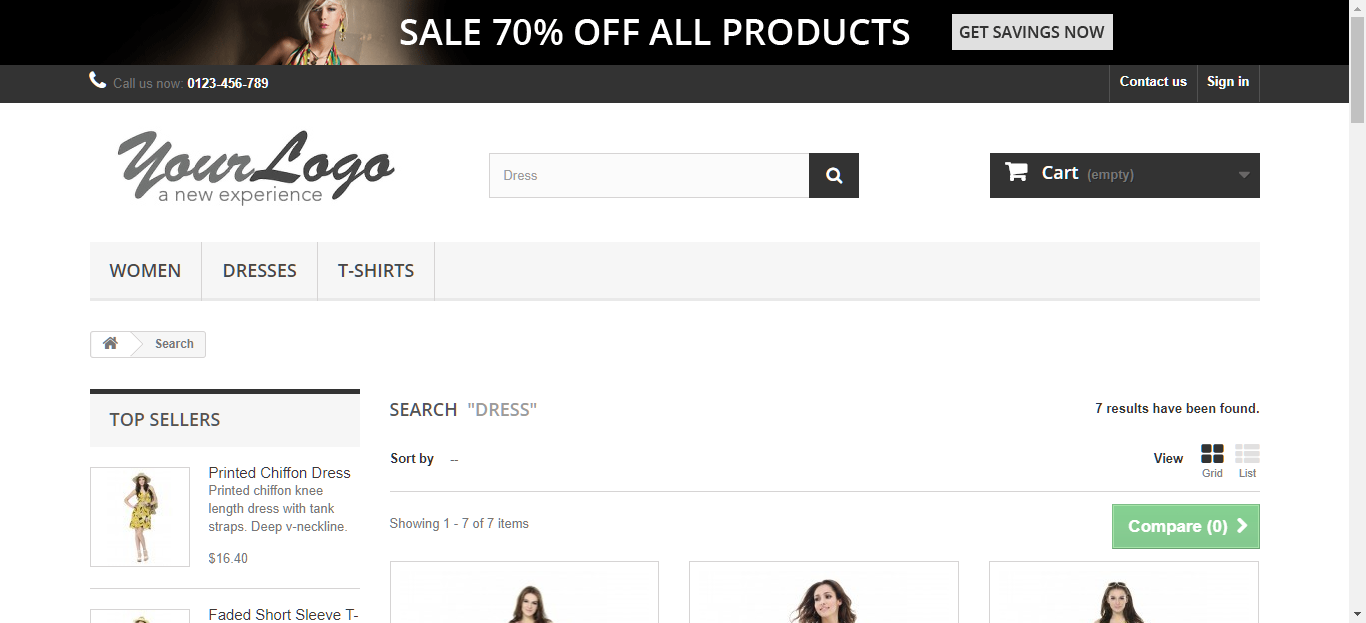 SALE 70% OFF ALL PRODUCTS
GET SAVINGS NOW
Call us now: 0123-456-789
Contact us
Sign in
YourLogo
a new experience
Dress
Cart (empty)
WOMEN
DRESSES
T-SHIRTS
Search
TOP SELLERS
Printed Chiffon Dress
Printed chiffon knee
length dress with tank
straps. Deep v-neckline.
$16.40
Faded Short Sleeve T-
SEARCH "DRESS"
7 results have been found.
Sort by --
View
Grid
List
Showing 1 - 7 of 7 items
Compare (0)